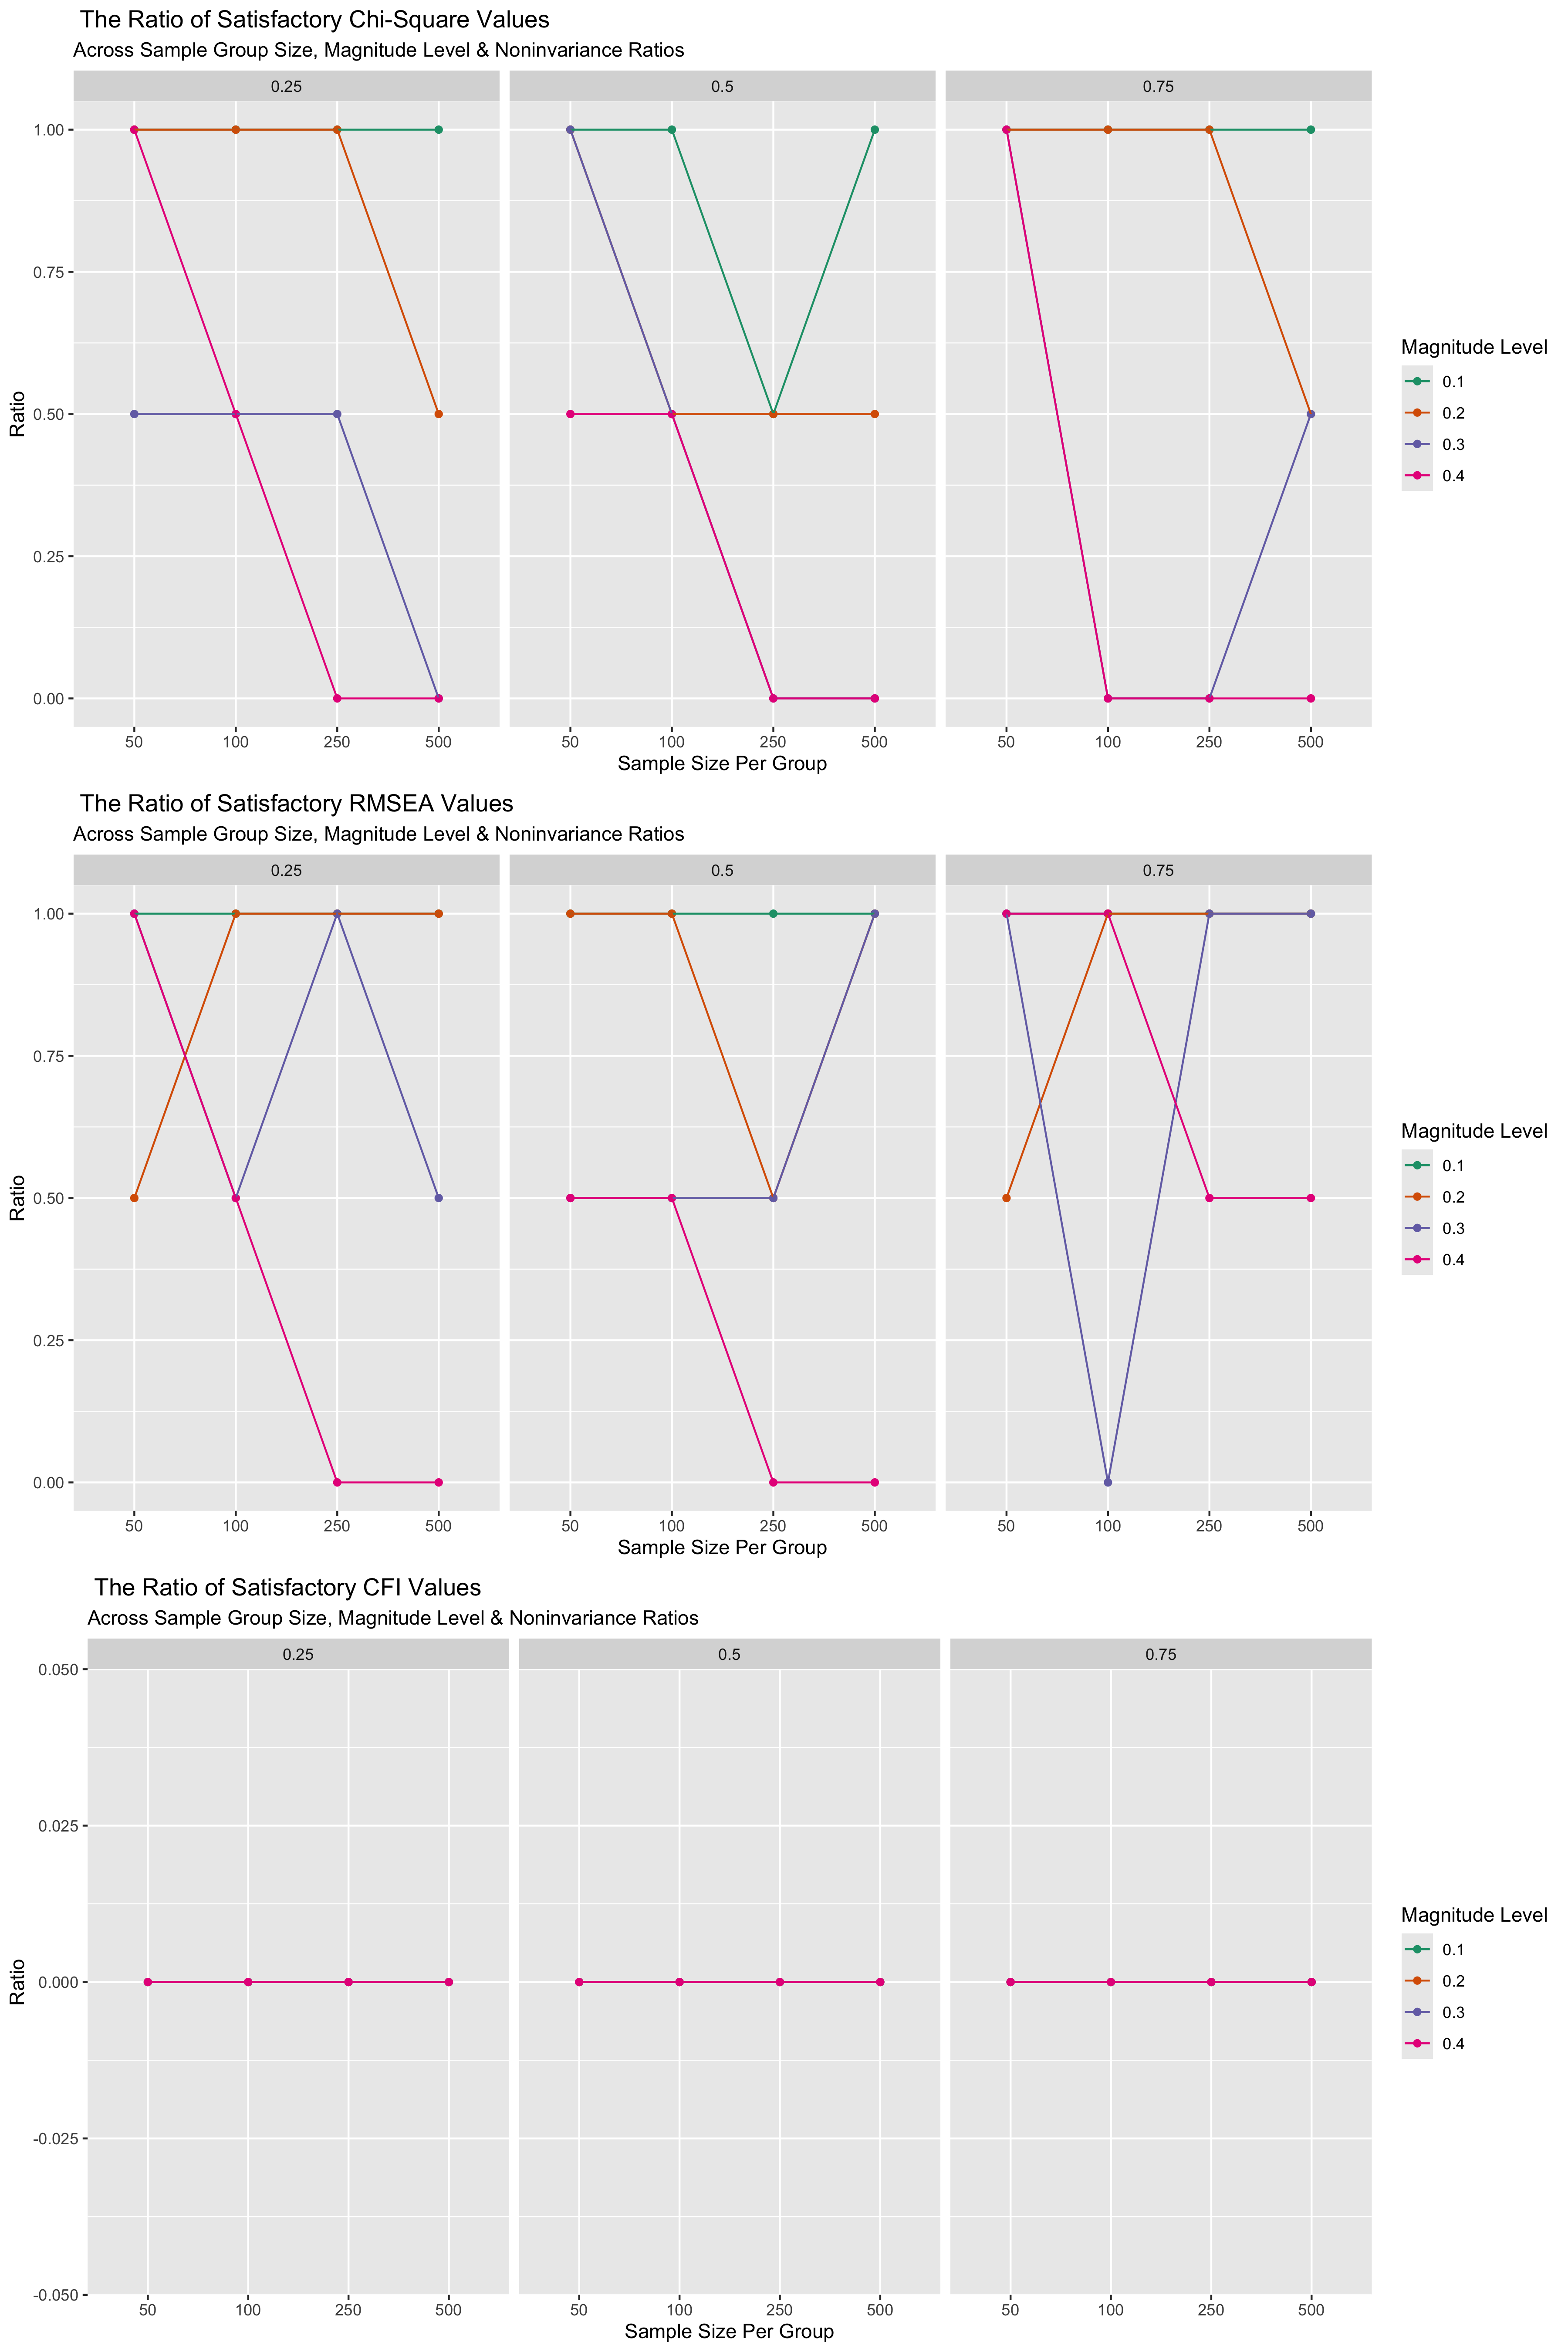 The Ratio of Satisfactory Chi-Square Values
Across Sample Group Size, Magnitude Level & Noninvariance Ratios
0.25 0.5 0.75
1.00
0.75
0.50
0.25
0.00
Ratio
50 100 250 500 50 100 250 500 50 100 250 500
Sample Size Per Group
Magnitude Level
0.1
0.2
0.3
0.4
The Ratio of Satisfactory RMSEA Values
Across Sample Group Size, Magnitude Level & Noninvariance Ratios
0.25 0.5 0.75
1.00
0.75
0.50
0.25
0.00
Ratio
50 100 250 500 50 100 250 500 50 100 250 500
Sample Size Per Group
Magnitude Level
0.1
0.2
0.3
0.4
The Ratio of Satisfactory CFI Values
Across Sample Group Size, Magnitude Level & Noninvariance Ratios
0.25 0.5 0.75
0.050
0.025
0.000
-0.025
-0.050
Ratio
50 100 250 500 50 100 250 500 50 100 250 500
Sample Size Per Group
Magnitude Level
0.1
0.2
0.3
0.4